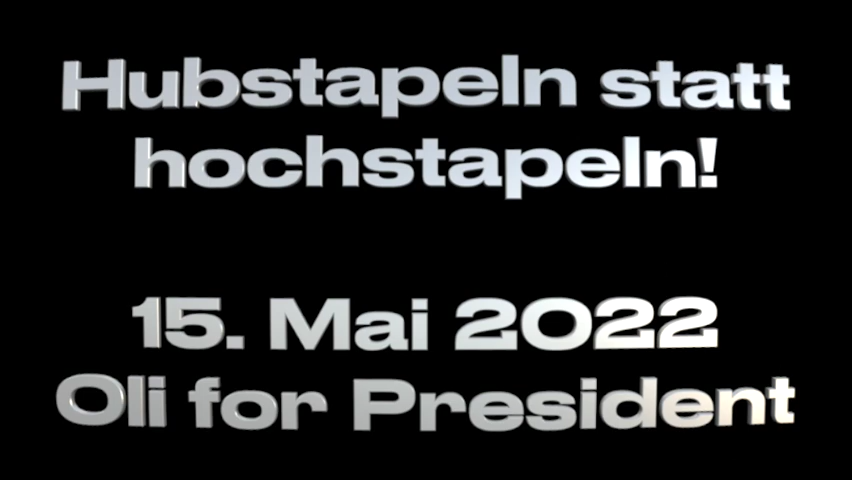 Hubstapeln statt
hochstapeln!
15. Mai 2022
Oli for President